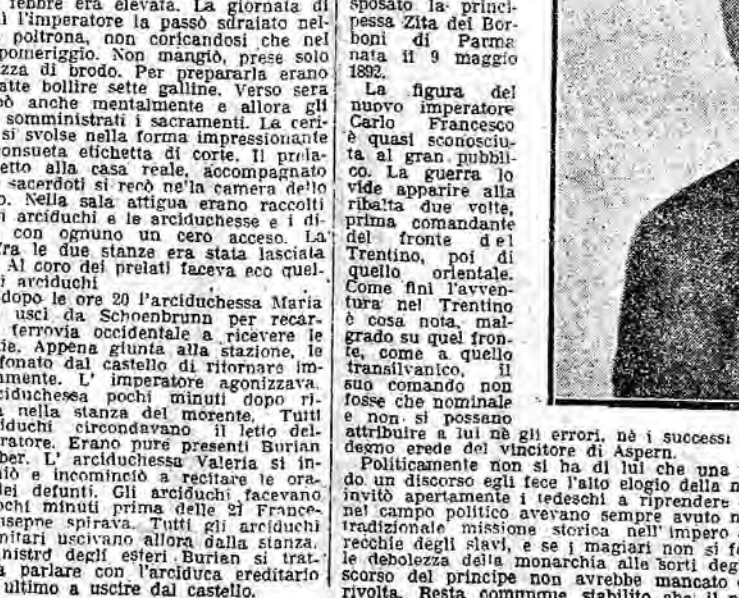 febbre era elevata. La giornata di
l'imperatore la passò sdraiato nel-
poltrona, non coricandosi che nel
pomeriggio. Non mangiò, prese solo
zza di brodo. Per prepararla erano
atte bollire sette galline. Verso sera
ò anche mentalmente e allora gli
somministrati i sacramenti. La ceri-
si svolse nella forma impressionante
onsueta etichetta di corte. Il prela-
etto alla casa reale, accompagnato
sacerdoti si recò ne'la camera dello
o. Nella sala attigua erano raccolti
i arciduchi e le arciduchesse e i di-
con ognuno un cero acceso. La
fra le due stanze era stata lasciata
Al coro dei prelati faceva eco quel-
i arciduchi
dopo le ore 20 l'arciduchessa Maria
uscì da Schoenbrunn per recar-
ferrovia occidentale a ricevere le
ie. Appena giunta alla stazione, le
fonato dal castello di ritornare im-
amente. L' imperatore agonizzava.
ciduchessa pochi minuti dopo ri-
a nella stanza del morente, Tutti
iduchi circondavano il letto del-
ratore. Erano pure presenti Burian
ber. L' arciduchessa Valeria si in-
iò e incominciò a recitare le ora-
dei defunti. Gli arciduchi facevano
ochi minuti prima delle 21 France-
useppe spirava. Tutti gli arciduchi
nitari uscivano allora dalla stanza.
nistro degli esteri Burian si trat-
a parlare con l'arciduca ereditario
ultimo a uscire dal castello.
sposato la princi-
pessa Zita dei Bor-
boni di Parma
nata il 9 maggio
1892.
La figura del
nuovo imperatore
Carlo Francesco
è quasi sconosciu-
ta al gran pubbli-
co. La guerra lo
vide apparire alla
ribalta due volte,
prima comandante
del fronte del
Trentino, poi di
quello orientale.
Come finì l'avven-
tura nel Trentino
è cosa nota, mal-
grado su quel fron-
te, come a quello
transilvanico, il
suo comando non
fosse che nominale
e non si possano
attribuire a lui nè gli errori, nè i successi
degno erede del vincitore di Aspern.
Politicamente non si ha di lui che una
do un discorso egli fece l'alto elogio della
invitò apertamente i tedeschi a riprendere
nel campo politico avevano sempre avuto
tradizionale missione storica nell'impero
recchie degli slavi, e se i magiari non si
le debolezza della monarchia alle sorti deg
scorso del principe non avrebbe mancato
rivolta. Resta comunque stabilito che il